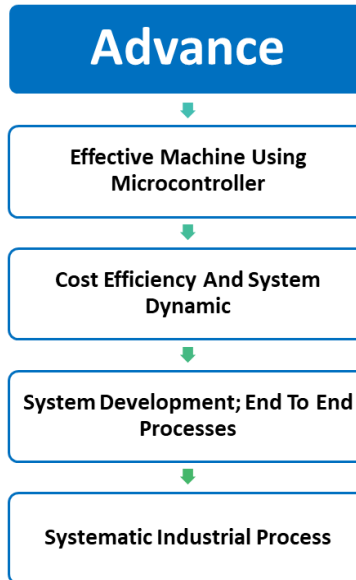 Advance
Effective Machine Using
Microcontroller
Cost Efficiency And System
Dynamic
System Development; End To End
Processes
Systematic Industrial Process